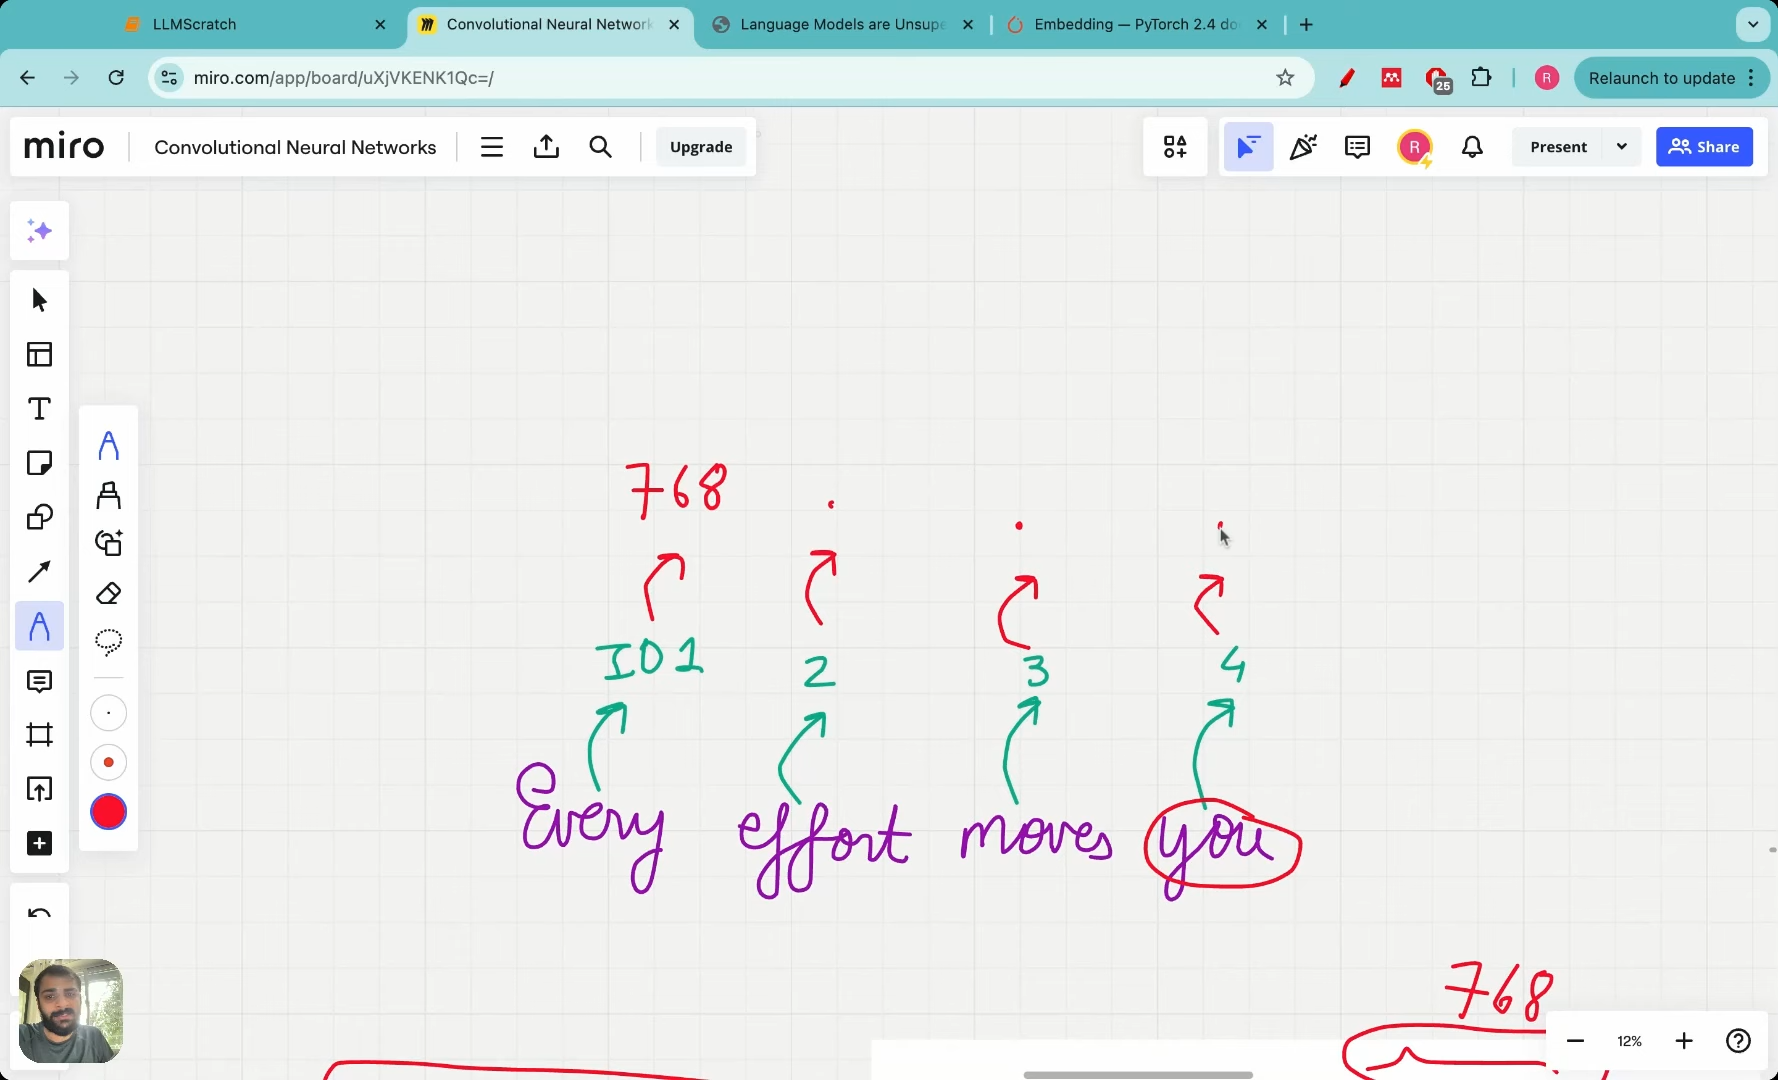 LLMScratch
Convolutional Neural Network
Language Models are Unsupe
Embedding — PyTorch 2.4 do
miro.com/app/board/uXjVKENK1Qc=/
25
R
Relaunch to update
miro
Convolutional Neural Networks
Upgrade
R
Present
Share
768
ID1 2 3 4
Every effort moves you
768
12%